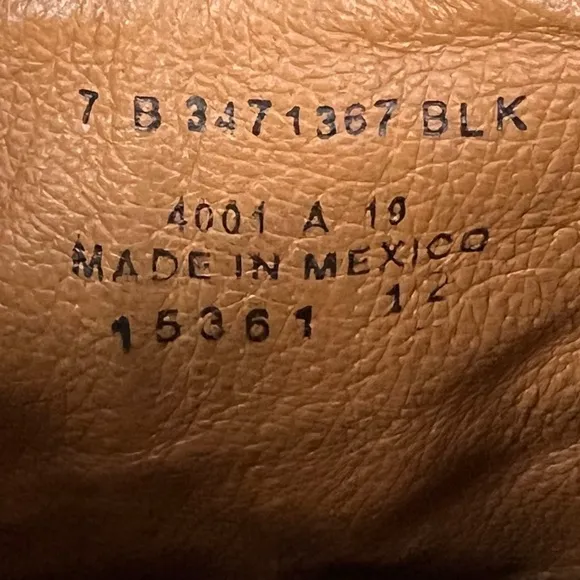 7 B 3471367 BLK
4001 A 19
MADE IN MEXICO
15361 12